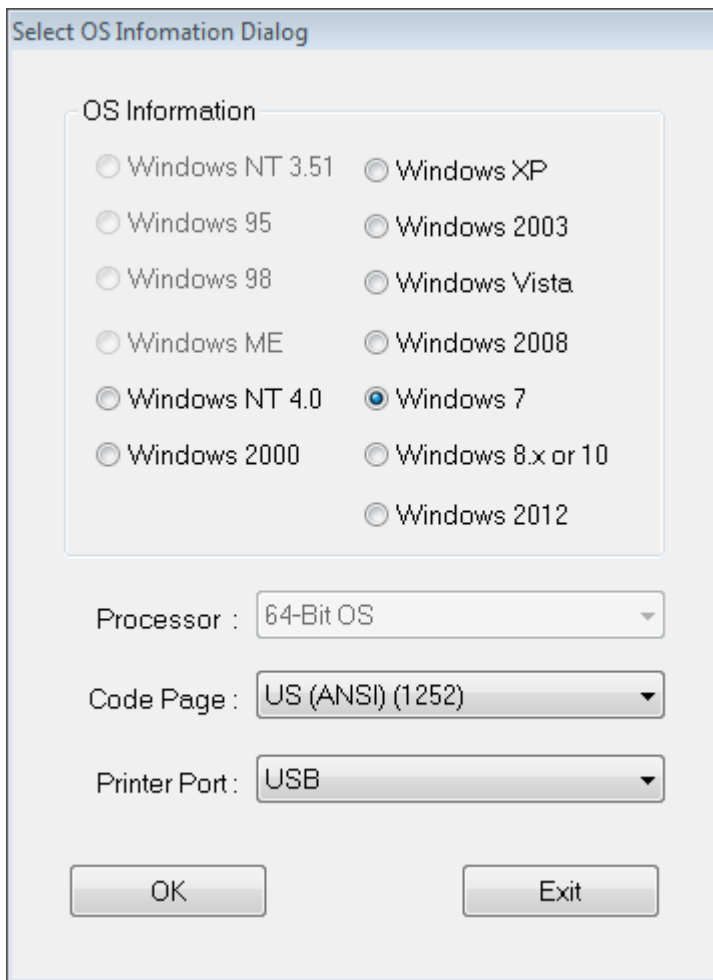 Select OS Infomation Dialog
OS Information
Windows NT 3.51
Windows 95
Windows 98
Windows ME
Windows NT 4.0
Windows 2000
Windows XP
Windows 2003
Windows Vista
Windows 2008
Windows 7
Windows 8.x or 10
Windows 2012
Processor : 64-Bit OS
Code Page : US (ANSI) (1252)
Printer Port : USB
OK Exit